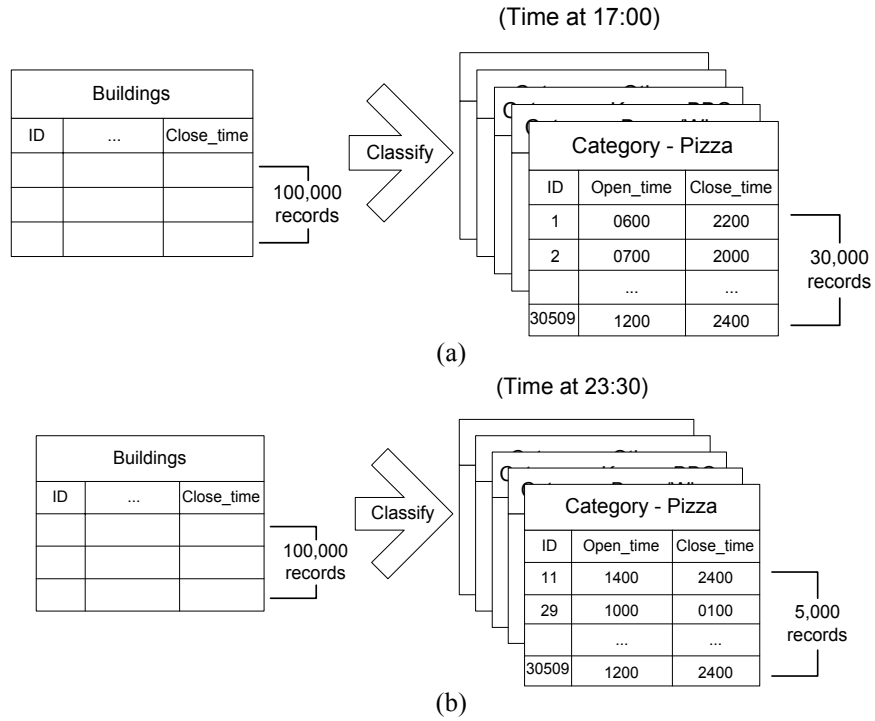 (Time at 17:00)
Buildings
ID ... Close_time
100,000
records
Classify
Category - Pizza
ID Open_time Close_time
1 0600 2200
2 0700 2000
... ...
30509 1200 2400
30,000
records
(a)
(Time at 23:30)
Buildings
ID ... Close_time
100,000
records
Classify
Category - Pizza
ID Open_time Close_time
11 1400 2400
29 1000 0100
... ...
30509 1200 2400
5,000
records
(b)